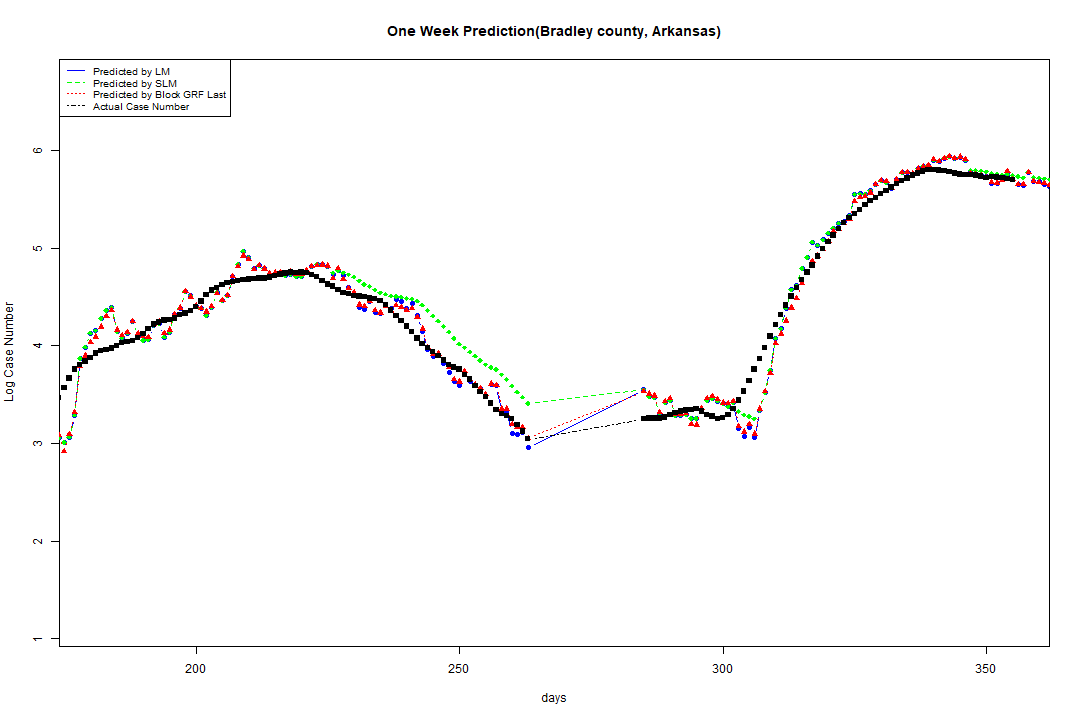 One Week Prediction(Bradley county, Arkansas)
Predicted by LM
Predicted by SLM
Predicted by Block GRF Last
Actual Case Number
Log Case Number
6
5
4
3
2
1
200 250 300 350
days